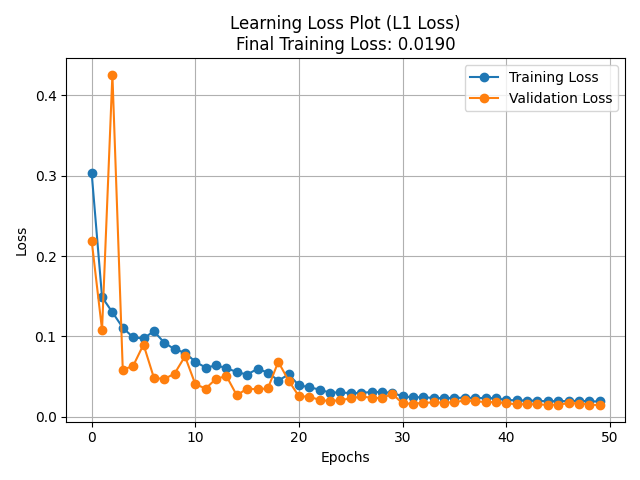 Learning Loss Plot (L1 Loss)
Final Training Loss: 0.0190
Training Loss
Validation Loss
0.4
0.3
0.2
0.1
0.0
Loss
0 10 20 30 40 50
Epochs